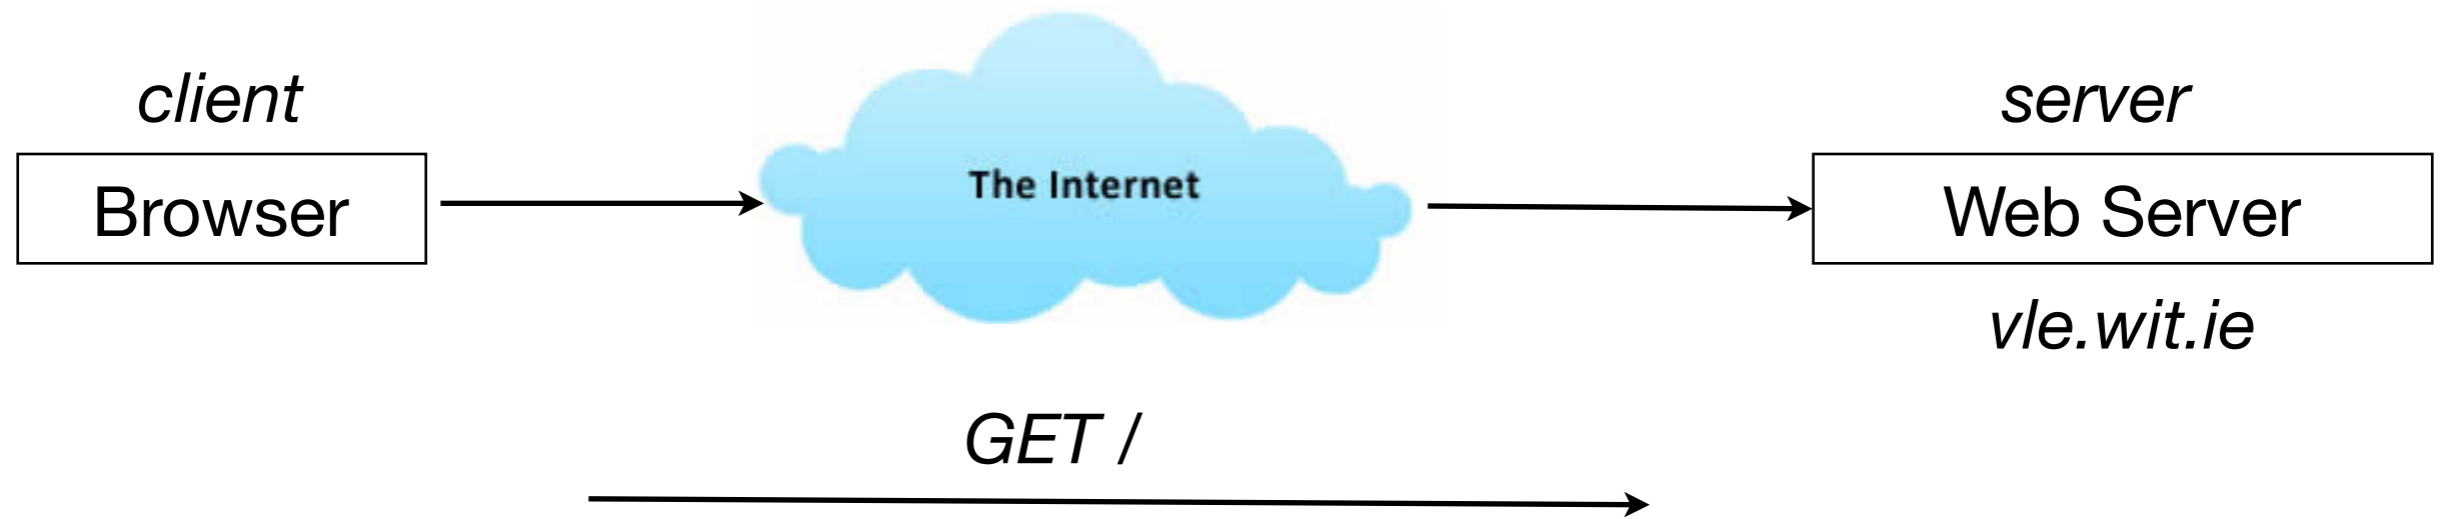 client
server
Browser
The Internet
Web Server
vle.wit.ie
GET /